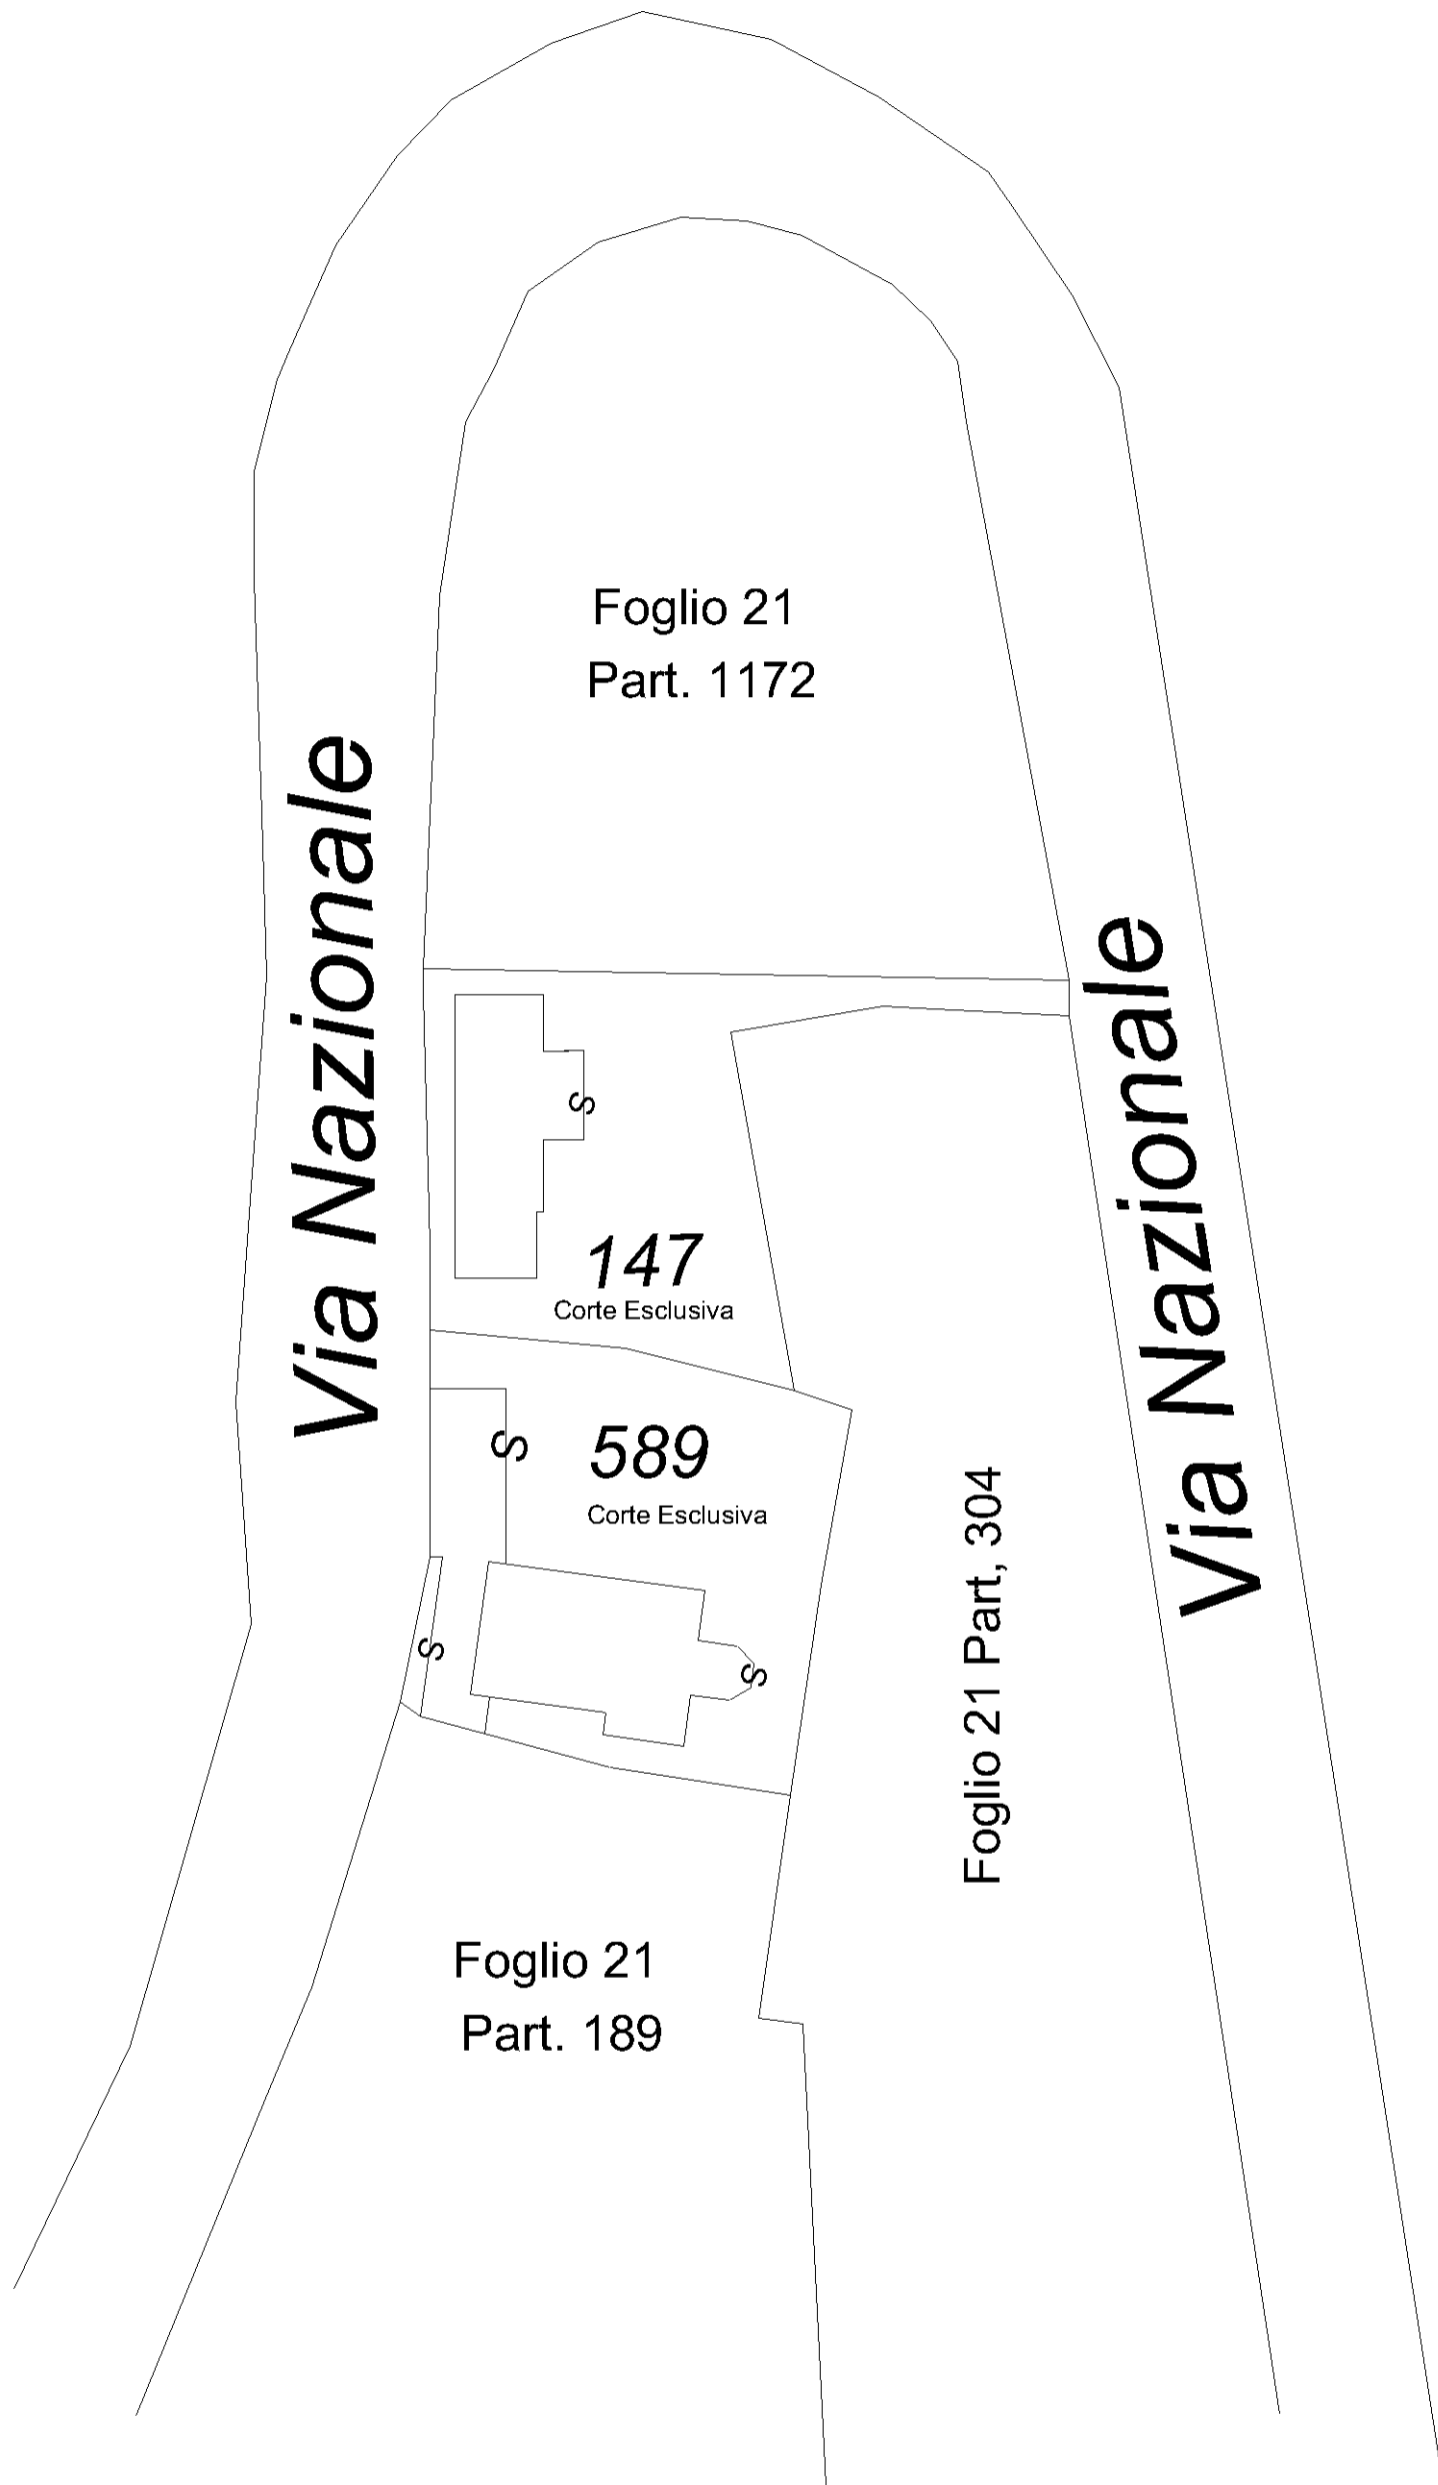 Foglio 21
Part. 1172
Via Nazionale
Via Nazionale
S
147
Corte Esclusiva
S
589
Corte Esclusiva
S
S
Foglio 21 Part, 304
Foglio 21
Part. 189